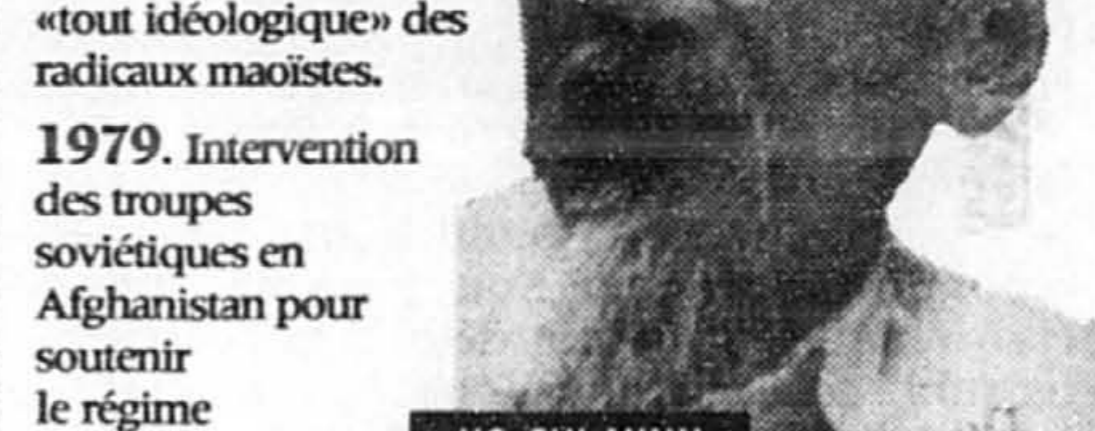 «tout idéologique» des
radicaux maoïstes.
1979. Intervention
des troupes
soviétiques en
Afghanistan pour
soutenir
le régime